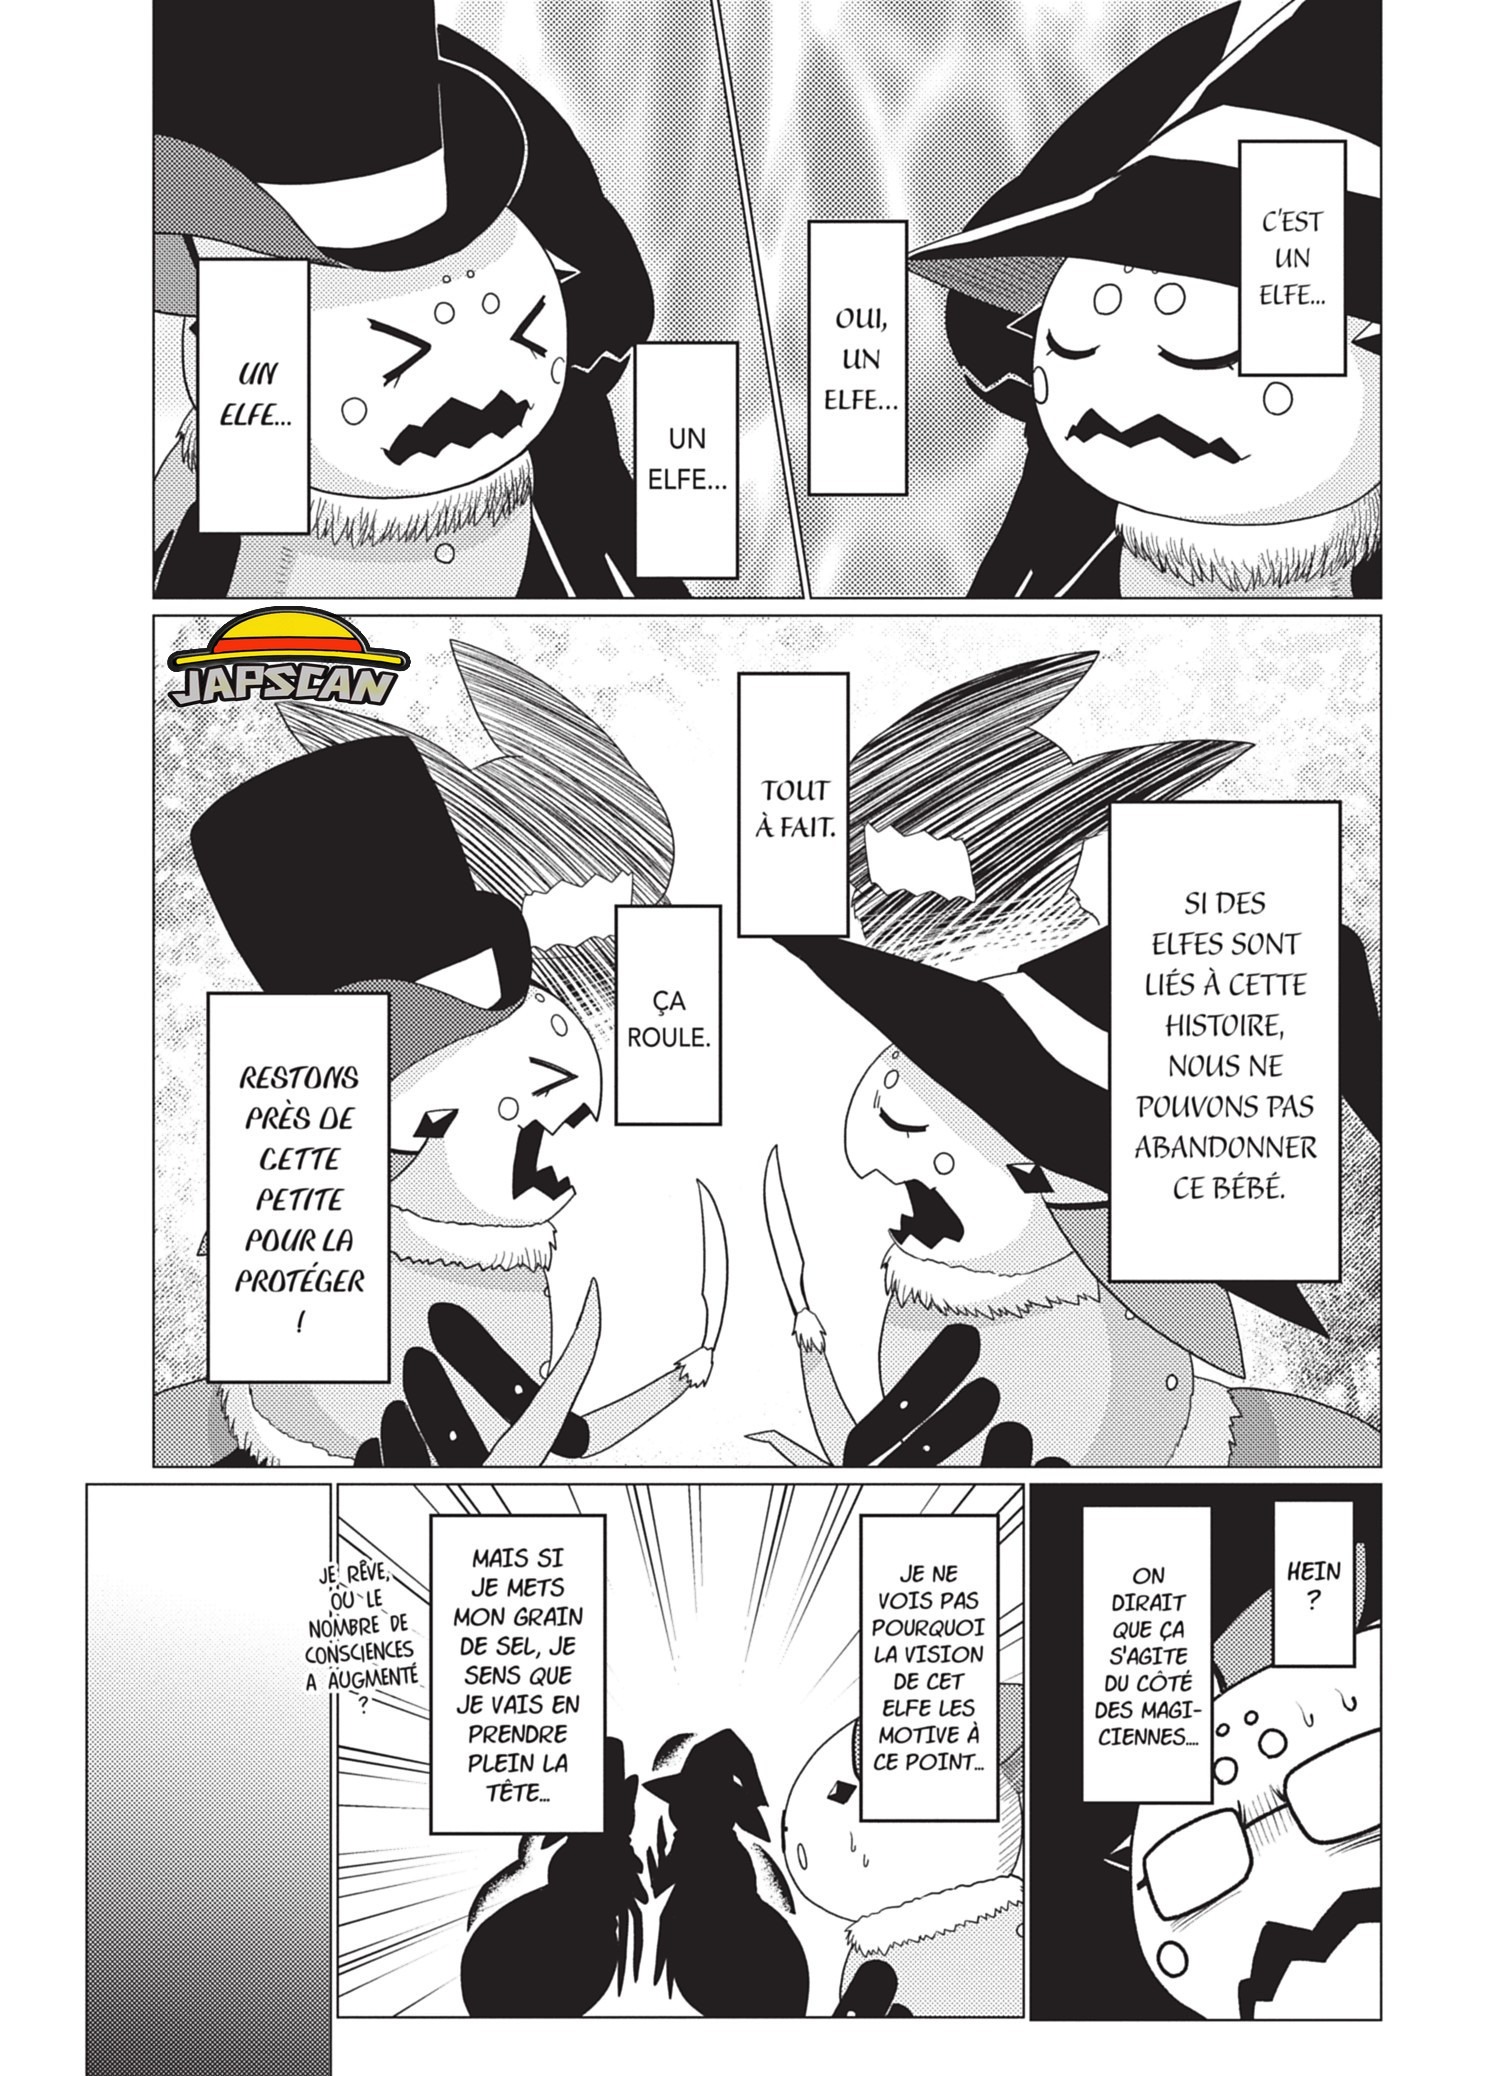 C'EST
UN
ELFE...
OUI,
UN
ELFE...
UN
ELFE...
UN
ELFE...
JAPSCAN
SI DES
ELFES SONT
LIÉS À CETTE
HISTOIRE,
NOUS NE
POUVONS PAS
ABANDONNER
CE BÉBÉ.
TOUT
À FAIT.
ÇA
ROULE.
RESTONS
PRÈS DE
CETTE
PETITE
POUR LA
PROTÉGER
!
HEIN
?
ON
DIRAIT
QUE ÇA
S'AGITE
DU CÔTÉ
DES MAGI-
CIENNES....
JE NE
VOIS PAS
POURQUOI
LA VISION
DE CET
ELFE LES
MOTIVE À
CE POINT...
MAIS SI
JE METS
MON GRAIN
DE SEL, JE
SENS QUE
JE VAIS EN
PRENDRE
PLEIN LA
TÊTE...
JE RÊVE,
OU LE
NOMBRE DE
CONSCIENCES
A AUGMENTÉ
?